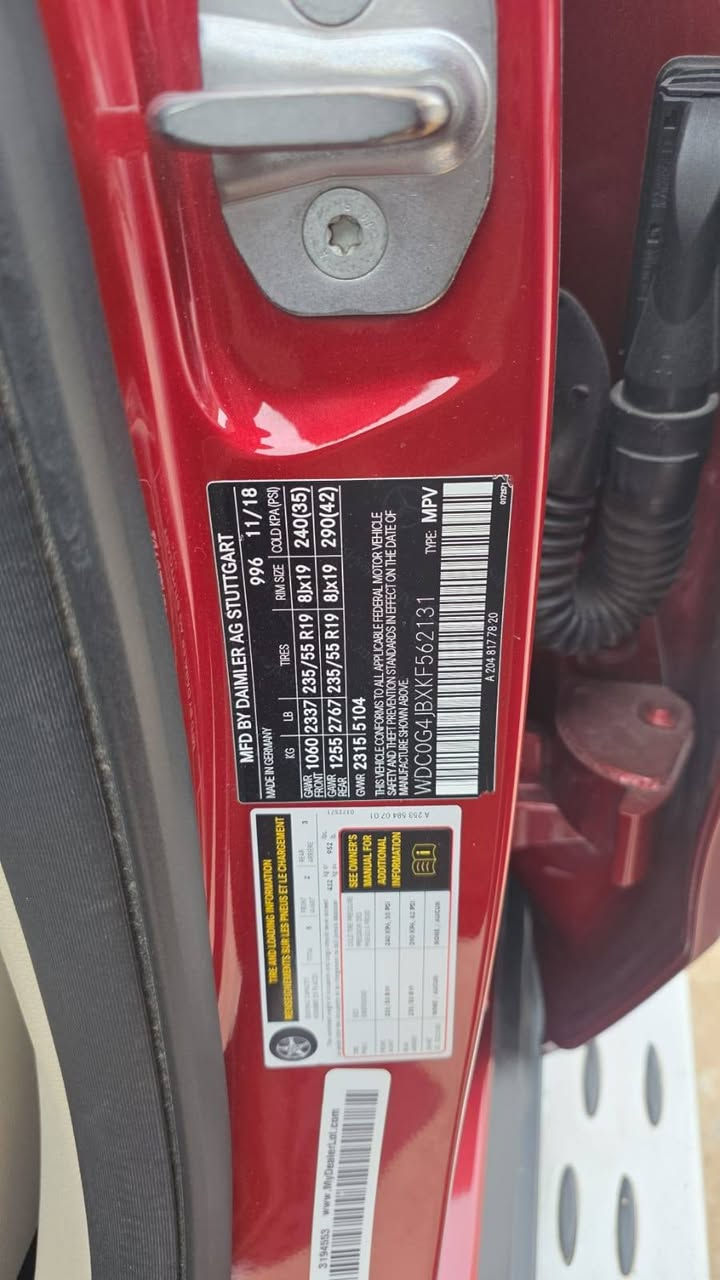 MFD BY DAIMLER AG STUTTGART
MADE IN GERMANY 996 11/18
KG LB TIRES RIM SIZE COLD KPA(PSI)
GAWR FRONT 1060 2337 235/55 R19 8Jx19 240(35)
GAWR REAR 1255 2767 235/55 R19 8Jx19 290(42)
GVWR 2315 5104
THIS VEHICLE CONFORMS TO ALL APPLICABLE FEDERAL MOTOR VEHICLE
SAFETY AND THEFT PREVENTION STANDARDS IN EFFECT ON THE DATE OF
MANUFACTURE SHOWN ABOVE.
WDC0G4JBXKF562131 TYPE: MPV
A 204 817 78 20
0172571
TIRE AND LOADING INFORMATION
RENSEIGNEMENTS SUR LES PNEUS ET LE CHARGEMENT
SEE OWNER'S
MANUAL FOR
ADDITIONAL
INFORMATION
A 253 584 07 01
0172571
3194553 www.MyDealerLot.com